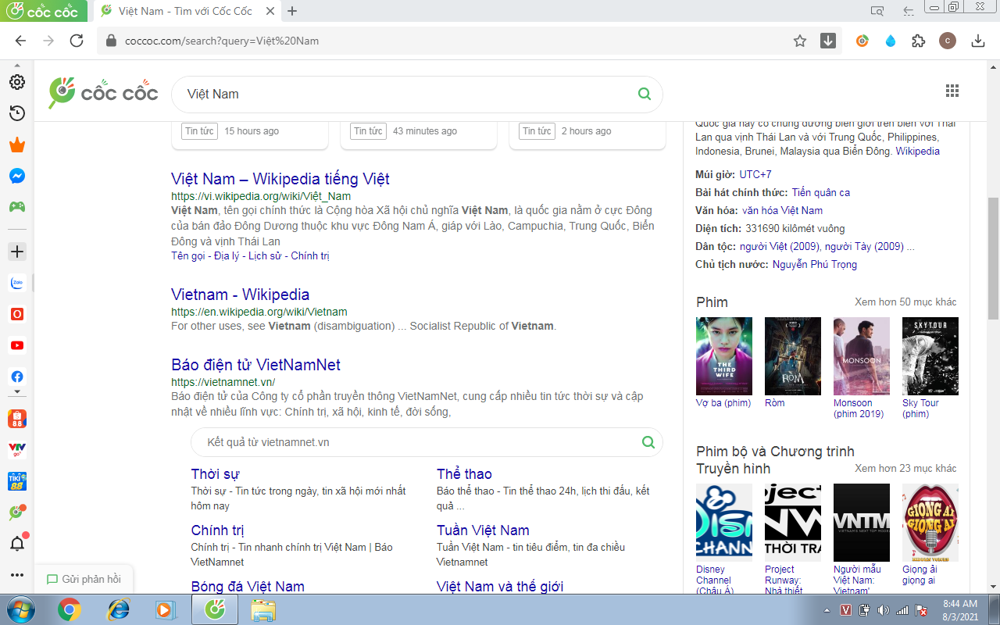 cốc cốc
Việt Nam - Tìm với Cốc Cốc
coccoc.com/search?query=Việt%20Nam
C
cốc cốc
Việt Nam
Tin tức 15 hours ago
Tin tức 43 minutes ago
Tin tức 2 hours ago
Việt Nam – Wikipedia tiếng Việt
https://vi.wikipedia.org/wiki/Việt_Nam
Việt Nam, tên gọi chính thức là Cộng hòa Xã hội chủ nghĩa Việt Nam, là quốc gia nằm ở cực Đông
của bán đảo Đông Dương thuộc khu vực Đông Nam Á, giáp với Lào, Campuchia, Trung Quốc, Biển
Đông và vịnh Thái Lan
Tên gọi - Địa lý - Lịch sử - Chính trị
Vietnam - Wikipedia
https://en.wikipedia.org/wiki/Vietnam
For other uses, see Vietnam (disambiguation) ... Socialist Republic of Vietnam.
Báo điện tử VietNamNet
https://vietnamnet.vn/
Báo điện tử của Công ty cổ phần truyền thông VietNamNet, cung cấp nhiều tin tức thời sự và cập
nhật về nhiều lĩnh vực: Chính trị, xã hội, kinh tế, đời sống,
Kết quả từ vietnamnet.vn
Thời sự
Thời sự - Tin tức trong ngày, tin xã hội mới nhất
hôm nay
Thể thao
Báo thể thao - Tin thể thao 24h, lịch thi đấu, kết
quả ...
Chính trị
Chính trị - Tin nhanh chính trị Việt Nam | Báo
VietNamnet
Tuần Việt Nam
Tuần Việt Nam - tin tiêu điểm, tin đa chiều
Vietnamnet
Bóng đá Việt Nam
Việt Nam và thế giới
Quốc gia này có chung đường biên giới trên biển với Thái
Lan qua vịnh Thái Lan và với Trung Quốc, Philippines,
Indonesia, Brunei, Malaysia qua Biển Đông. Wikipedia
Múi giờ: UTC+7
Bài hát chính thức: Tiến quân ca
Văn hóa: văn hóa Việt Nam
Diện tích: 331690 kilômét vuông
Dân tộc: người Việt (2009), người Tày (2009) ...
Chủ tịch nước: Nguyễn Phú Trọng
Phim
Xem hơn 50 mục khác
THE
THIRD
WIFE
RÒM
MONSOON
SKYTOUR
Vợ ba (phim)
Ròm
Monsoon
(phim 2019)
Sky Tour
(phim)
Phim bộ và Chương trình
Truyền hình
Xem hơn 23 mục khác
Disney
CHANNEL
Project
RUNWAY
THỜI TRANG
VNTM
VIETNAM'S NEXT TOP MODEL
GIỌNG ẢI
GIỌNG AI
Disney
Channel
(Châu Á)
Project
Runway:
Nhà thiết
Người mẫu
Việt Nam:
Vietnam'
Giọng ải
giọng ai
Zalo
8.8
VTV
go
TIKI
8.8
Gửi phản hồi
V
8:44 AM
8/3/2021